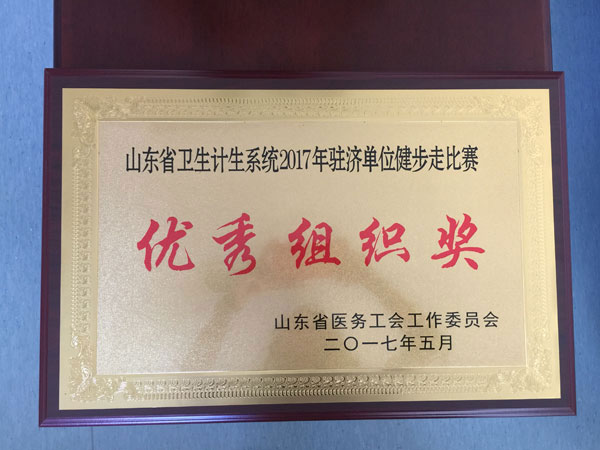 山东省卫生计生系统2017年驻济单位健步走比赛
优秀组织奖
山东省医务工会工作委员会
二〇一七年五月